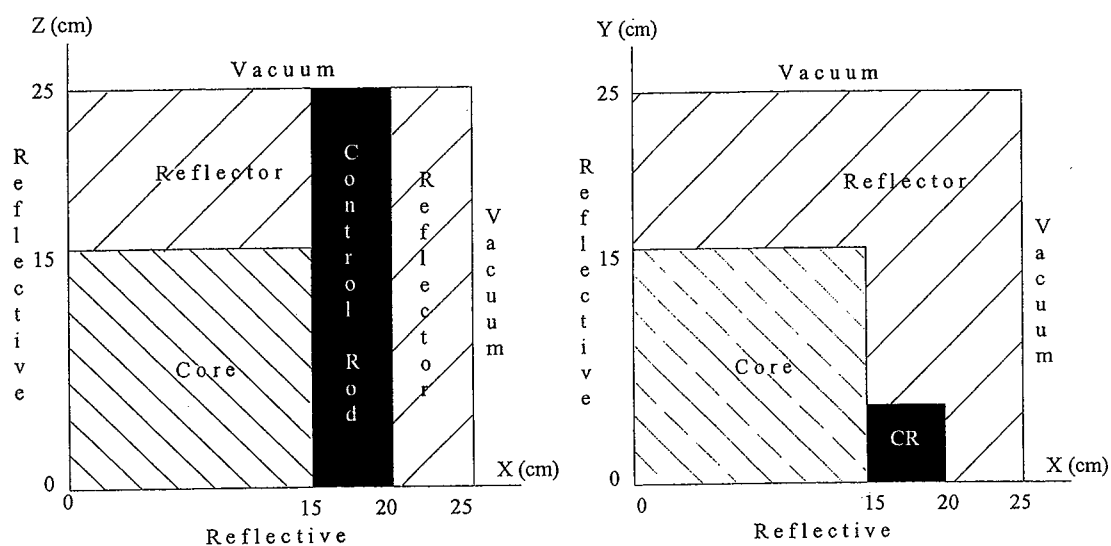 Z (cm)
Vacuum
25
Reflective
Reflector
Control Rod
Reflector
Vacuum
15
Core
0
X (cm)
0
15
20
25
Reflective
Y (cm)
Vacuum
25
Reflective
Reflector
Vacuum
15
Core
CR
0
X (cm)
0
15
20
25
Reflective